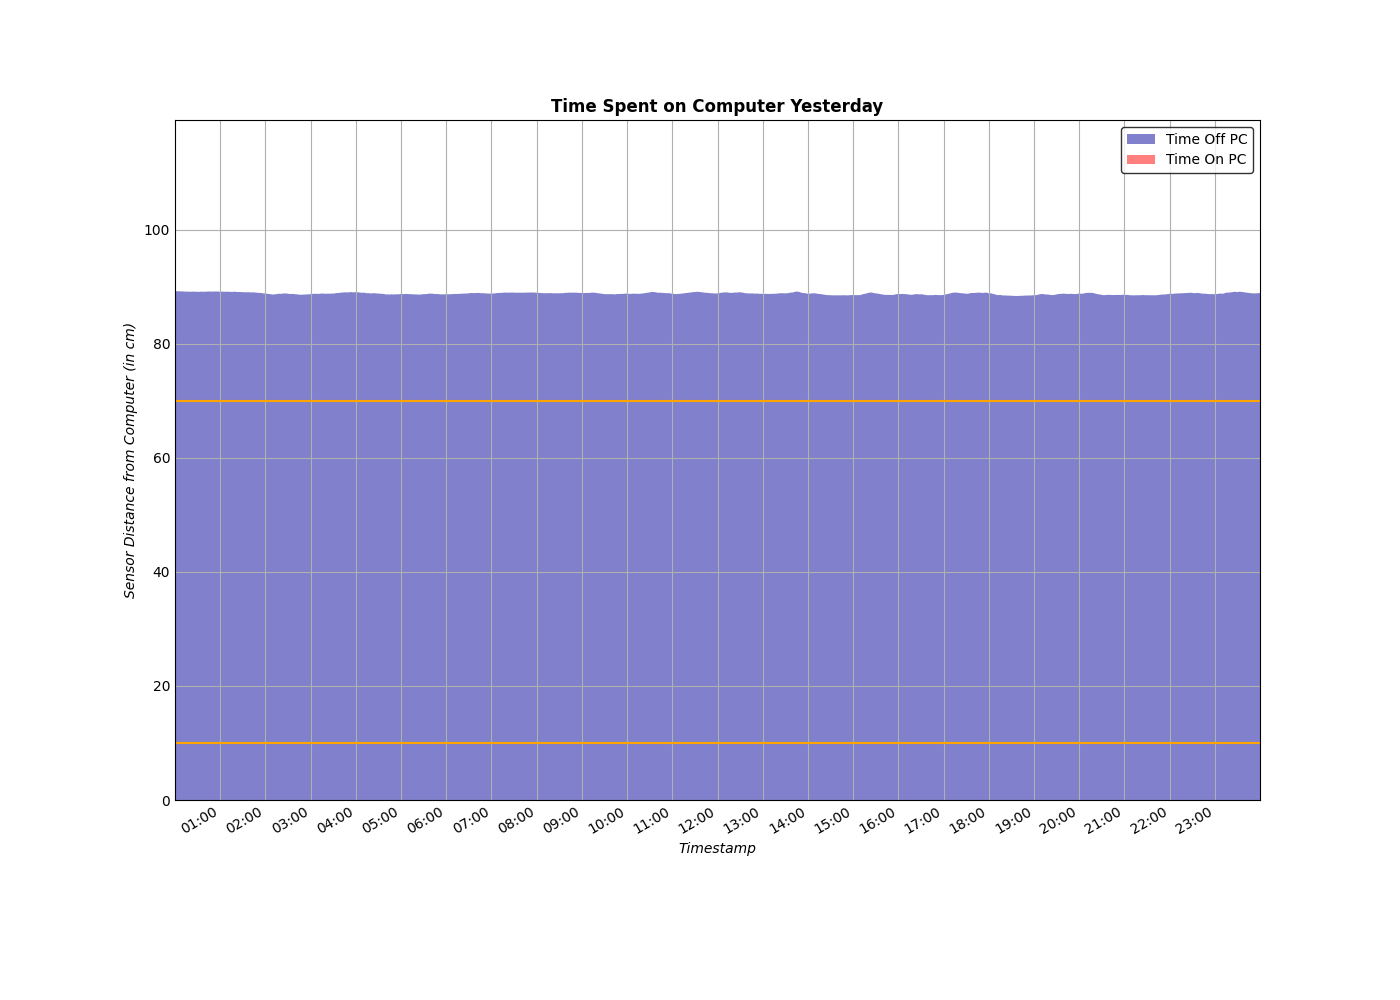 Time Spent on Computer Yesterday
Time Off PC
Time On PC
Sensor Distance from Computer (in cm)
100
80
60
40
20
0
01:00 02:00 03:00 04:00 05:00 06:00 07:00 08:00 09:00 10:00 11:00 12:00 13:00 14:00 15:00 16:00 17:00 18:00 19:00 20:00 21:00 22:00 23:00
Timestamp